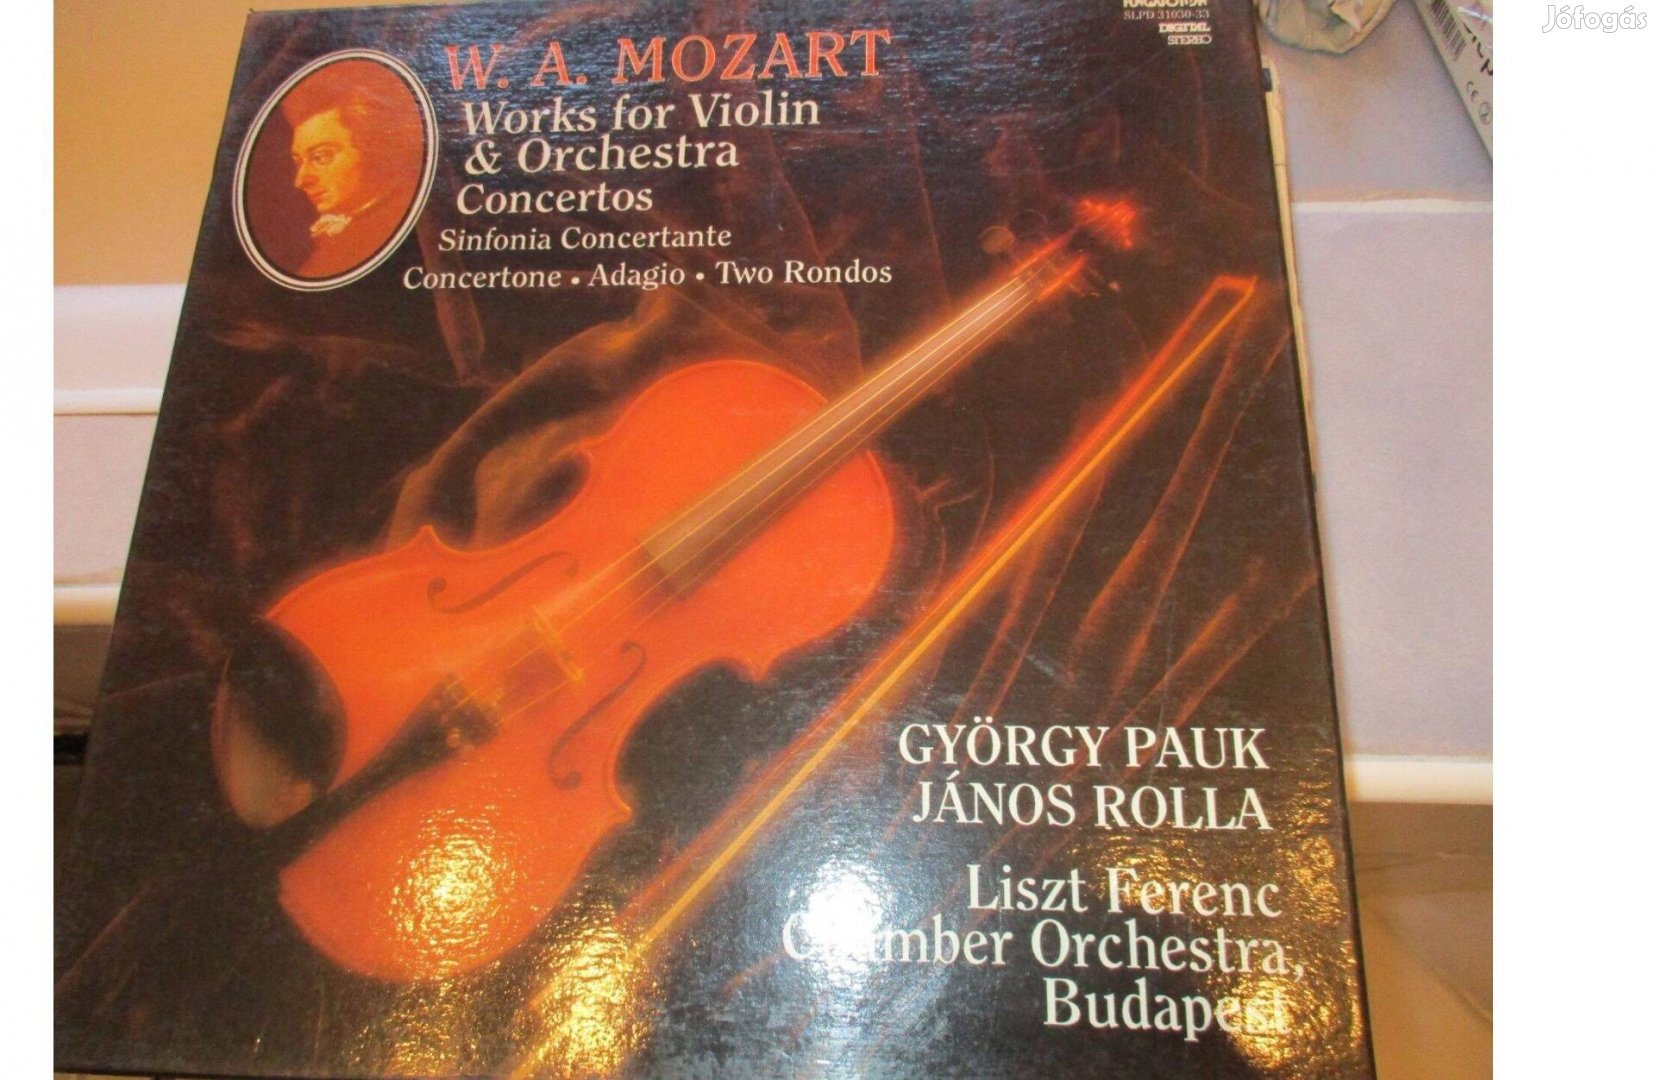 SLPD 31030-33
DIGITAL
STEREO
Jófogás
W. A. MOZART
Works for Violin
& Orchestra
Concertos
Sinfonia Concertante
Concertone • Adagio • Two Rondos
GYÖRGY PAUK
JÁNOS ROLLA
Liszt Ferenc
Chamber Orchestra,
Budapest